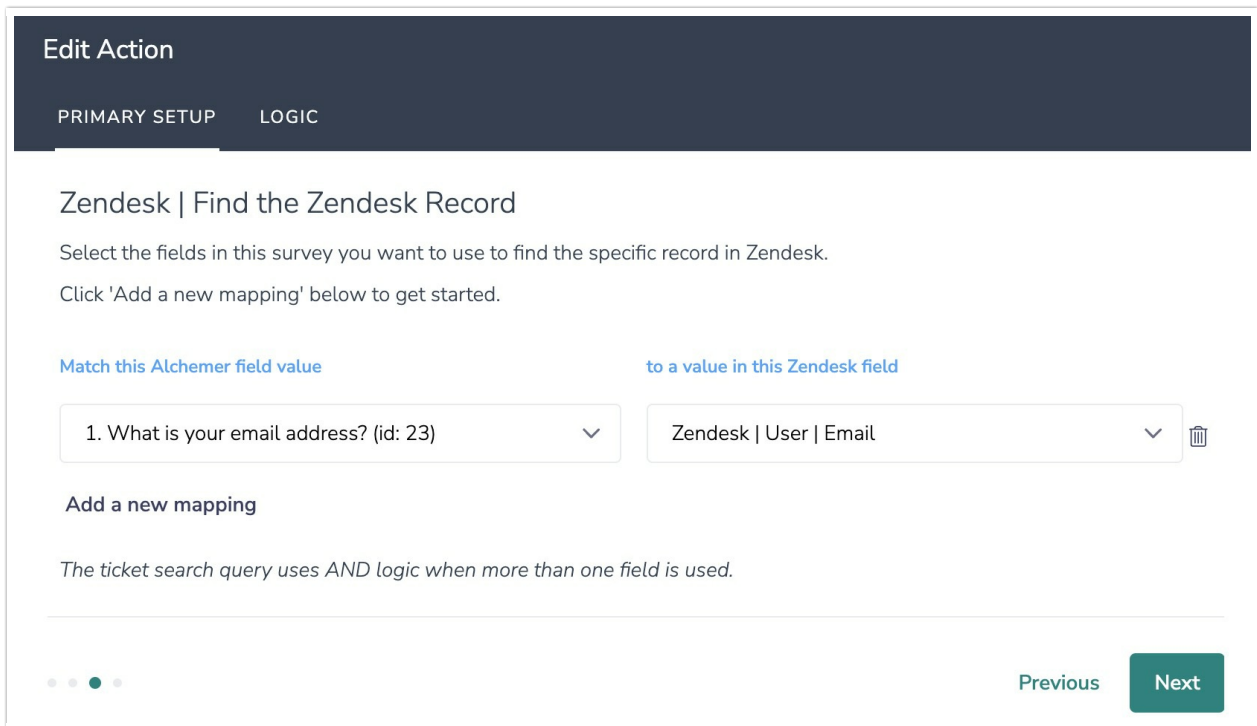 Edit Action
PRIMARY SETUP LOGIC
Zendesk | Find the Zendesk Record
Select the fields in this survey you want to use to find the specific record in Zendesk.
Click 'Add a new mapping' below to get started.
Match this Alchemer field value to a value in this Zendesk field
1. What is your email address? (id: 23) Zendesk | User | Email
Add a new mapping
The ticket search query uses AND logic when more than one field is used.
Previous Next